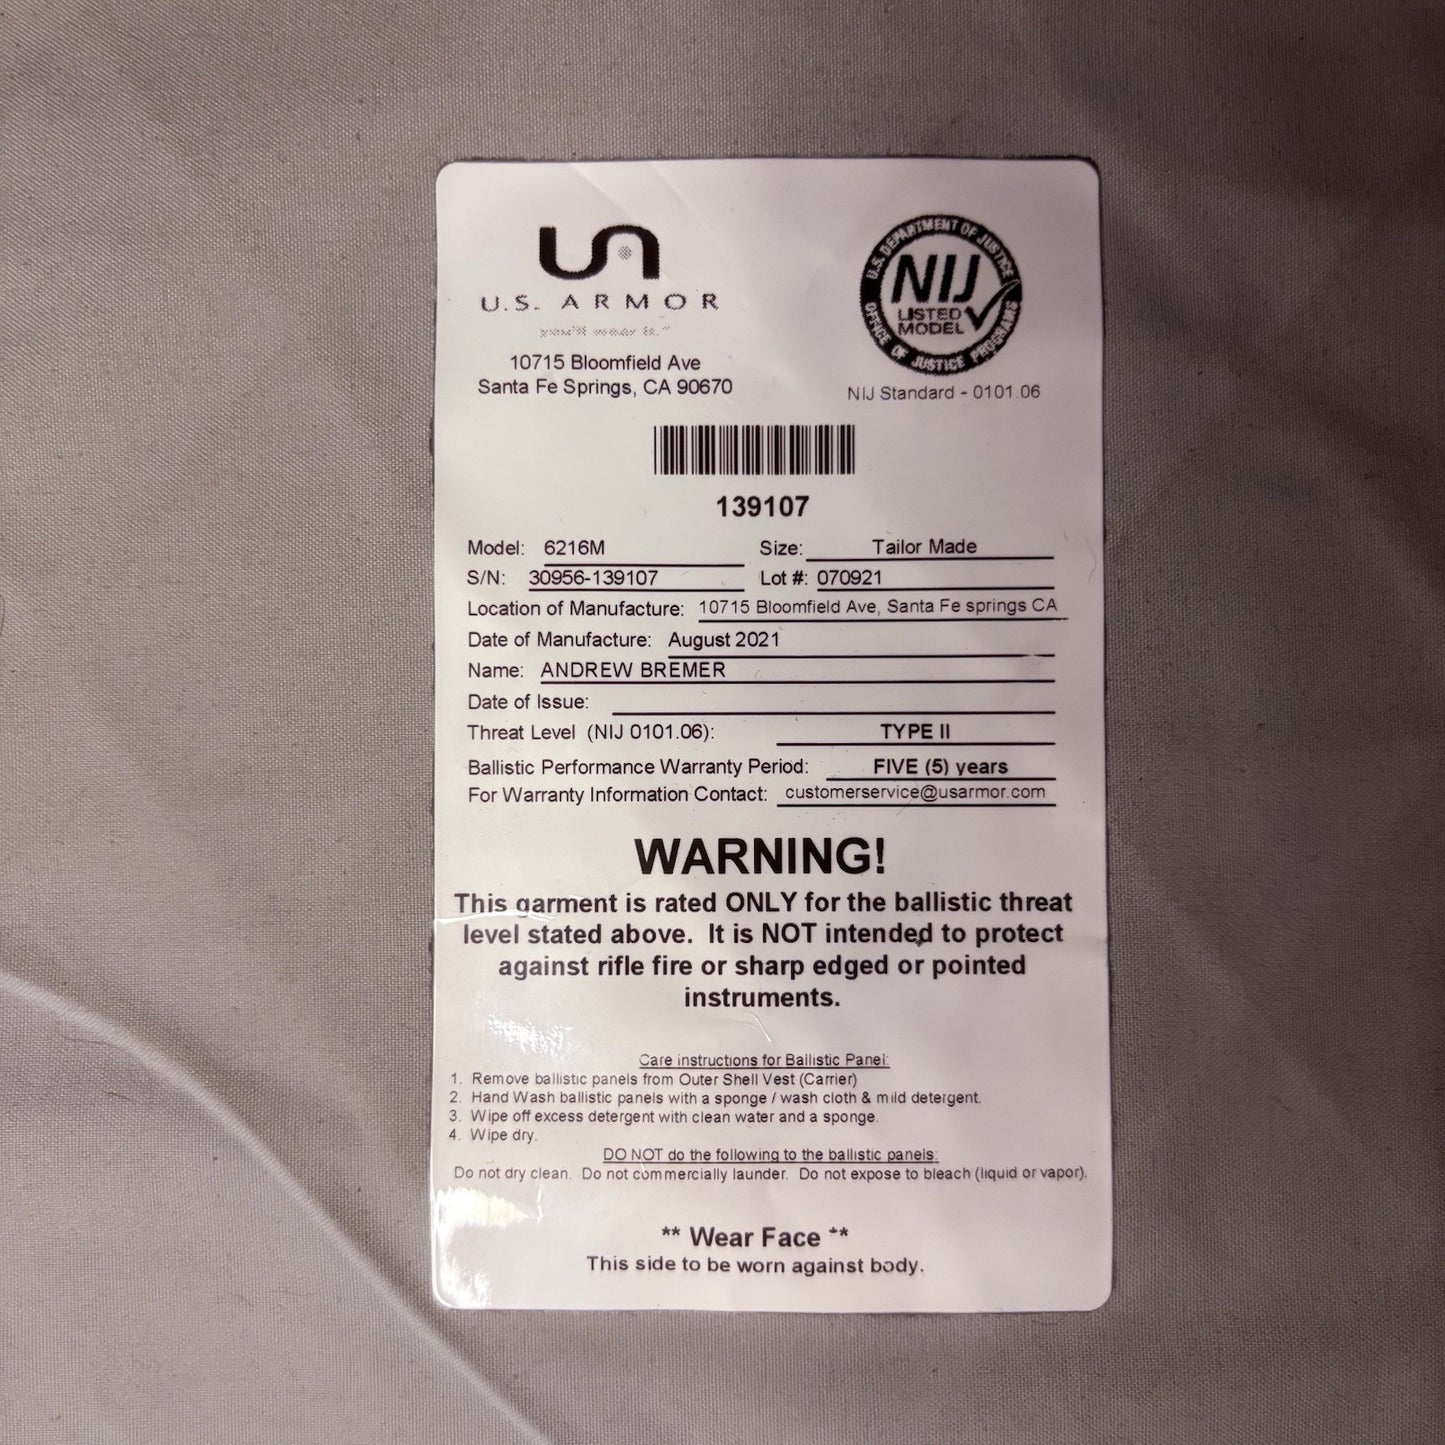 U.S. ARMOR
you'll wear it.™
10715 Bloomfield Ave
Santa Fe Springs, CA 90670
U.S. DEPARTMENT OF JUSTICE
NIJ
LISTED
MODEL
OFFICE OF JUSTICE PROGRAMS
NIJ Standard - 0101.06
139107
Model: 6216M Size: Tailor Made
S/N: 30956-139107 Lot #: 070921
Location of Manufacture: 10715 Bloomfield Ave, Santa Fe springs CA
Date of Manufacture: August 2021
Name: ANDREW BREMER
Date of Issue:
Threat Level (NIJ 0101.06): TYPE II
Ballistic Performance Warranty Period: FIVE (5) years
For Warranty Information Contact: customerservice@usarmor.com
WARNING!
This garment is rated ONLY for the ballistic threat
level stated above. It is NOT intended to protect
against rifle fire or sharp edged or pointed
instruments.
Care instructions for Ballistic Panel:
1. Remove ballistic panels from Outer Shell Vest (Carrier)
2. Hand Wash ballistic panels with a sponge / wash cloth & mild detergent.
3. Wipe off excess detergent with clean water and a sponge.
4. Wipe dry.
DO NOT do the following to the ballistic panels:
Do not dry clean. Do not commercially launder. Do not expose to bleach (liquid or vapor).
** Wear Face **
This side to be worn against body.